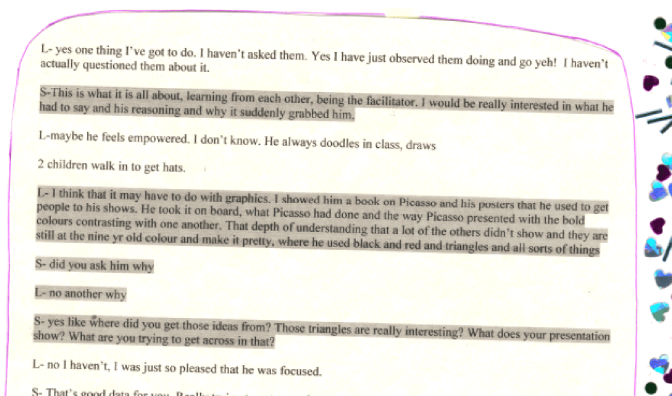 L- yes one thing I've got to do. I haven't asked them. Yes I have just observed them doing and go yeh!  I haven't
actually questioned them about it.
S-This is what it is all about, learning from each other, being the facilitator. I would be really interested in what he
had to say and his reasoning and why it suddenly grabbed him.
L-maybe he feels empowered. I don't know. He always doodles in class, draws
2 children walk in to get hats.
L- I think that it may have to do with graphics. I showed him a book on Picasso and his posters that he used to get
people to his shows. He took it on board, what Picasso had done and the way Picasso presented with the bold
colours contrasting with one another. That depth of understanding that a lot of the others didn't show and they are
still at the nine yr old colour and make it pretty, where he used black and red and triangles and all sorts of things
S- did you ask him why
L- no another why
S- yes like where did you get those ideas from? Those triangles are really interesting? What does your presentation
show? What are you trying to get across in that?
L- no I haven't, I was just so pleased that he was focused.
S- That's good data for you.